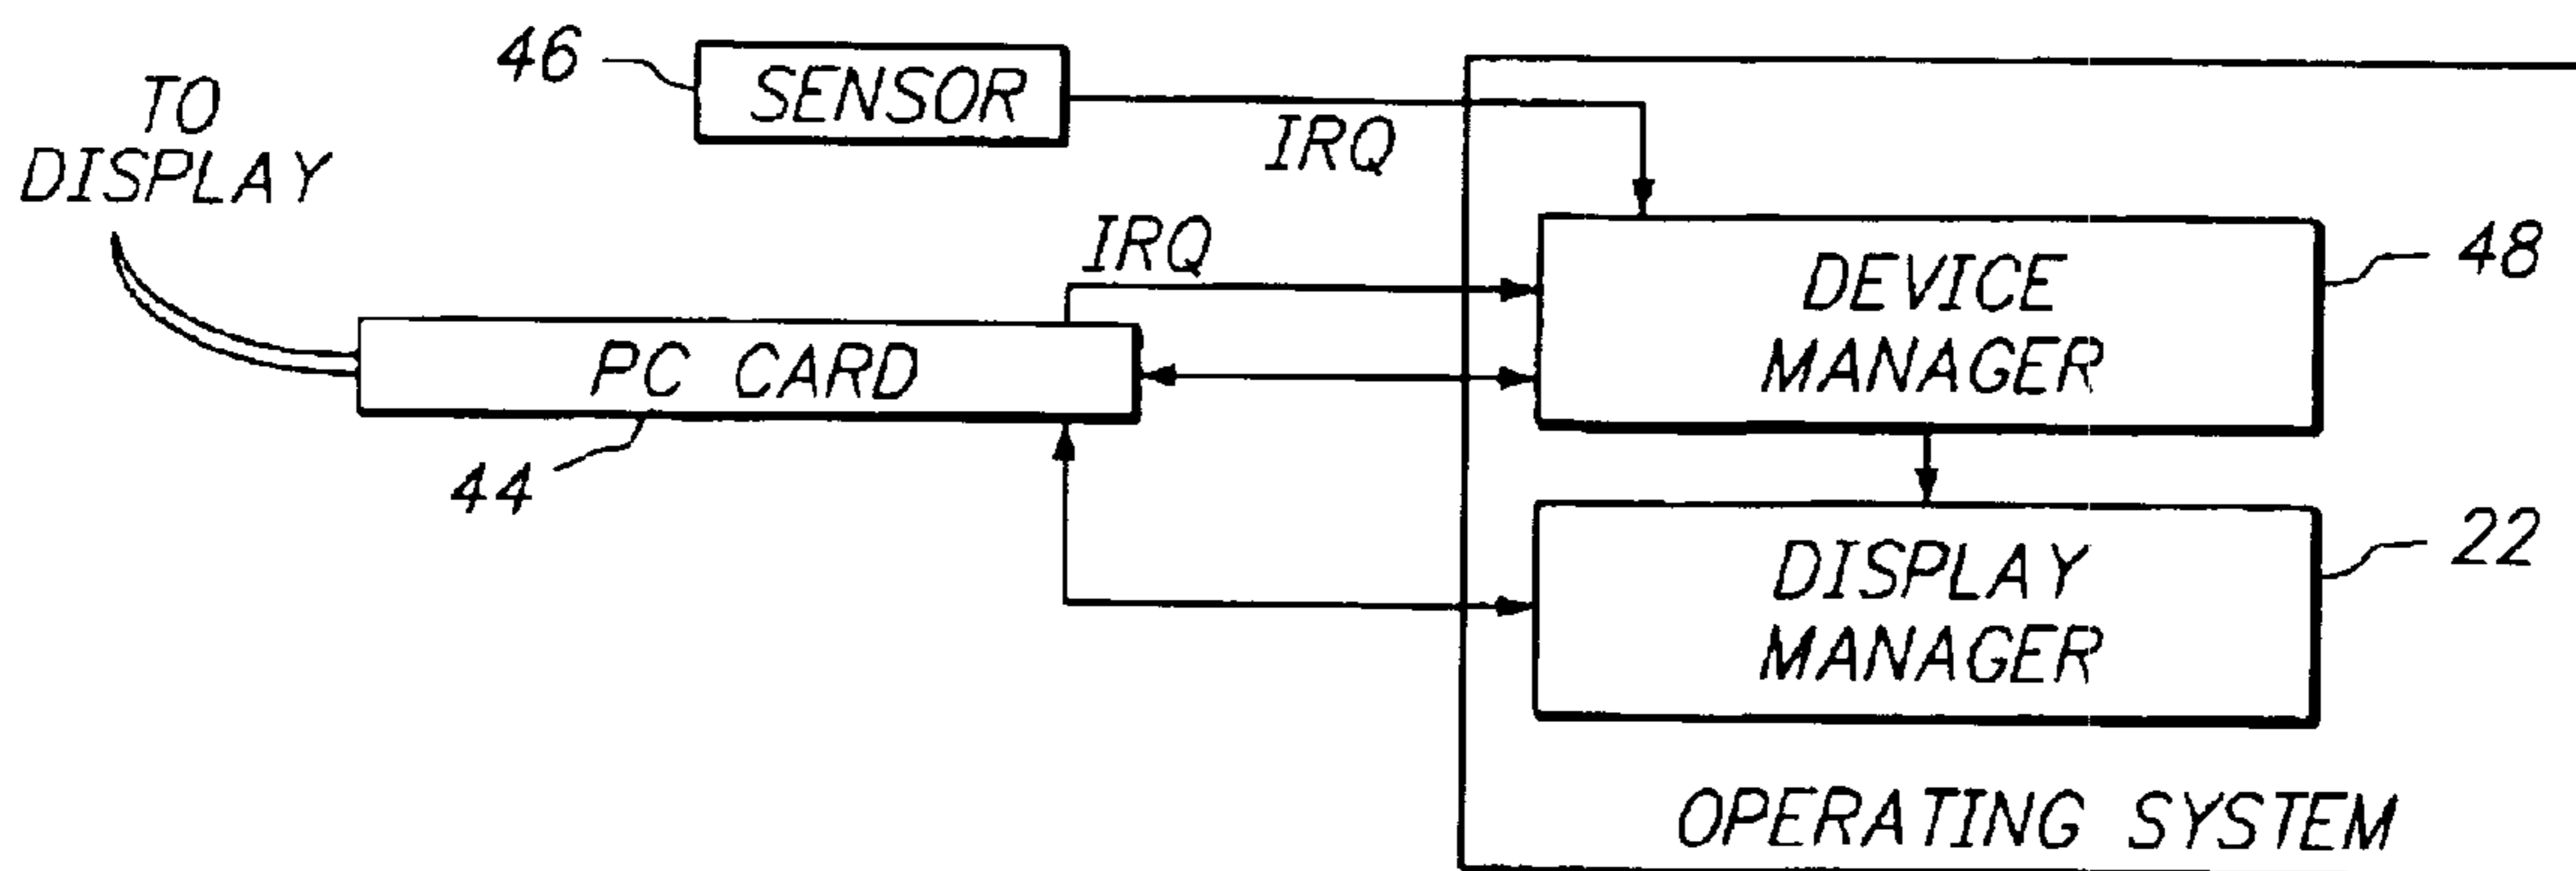 46
SENSOR
TO
DISPLAY
IRQ
IRQ
48
DEVICE
MANAGER
PC CARD
44
22
DISPLAY
MANAGER
OPERATING SYSTEM